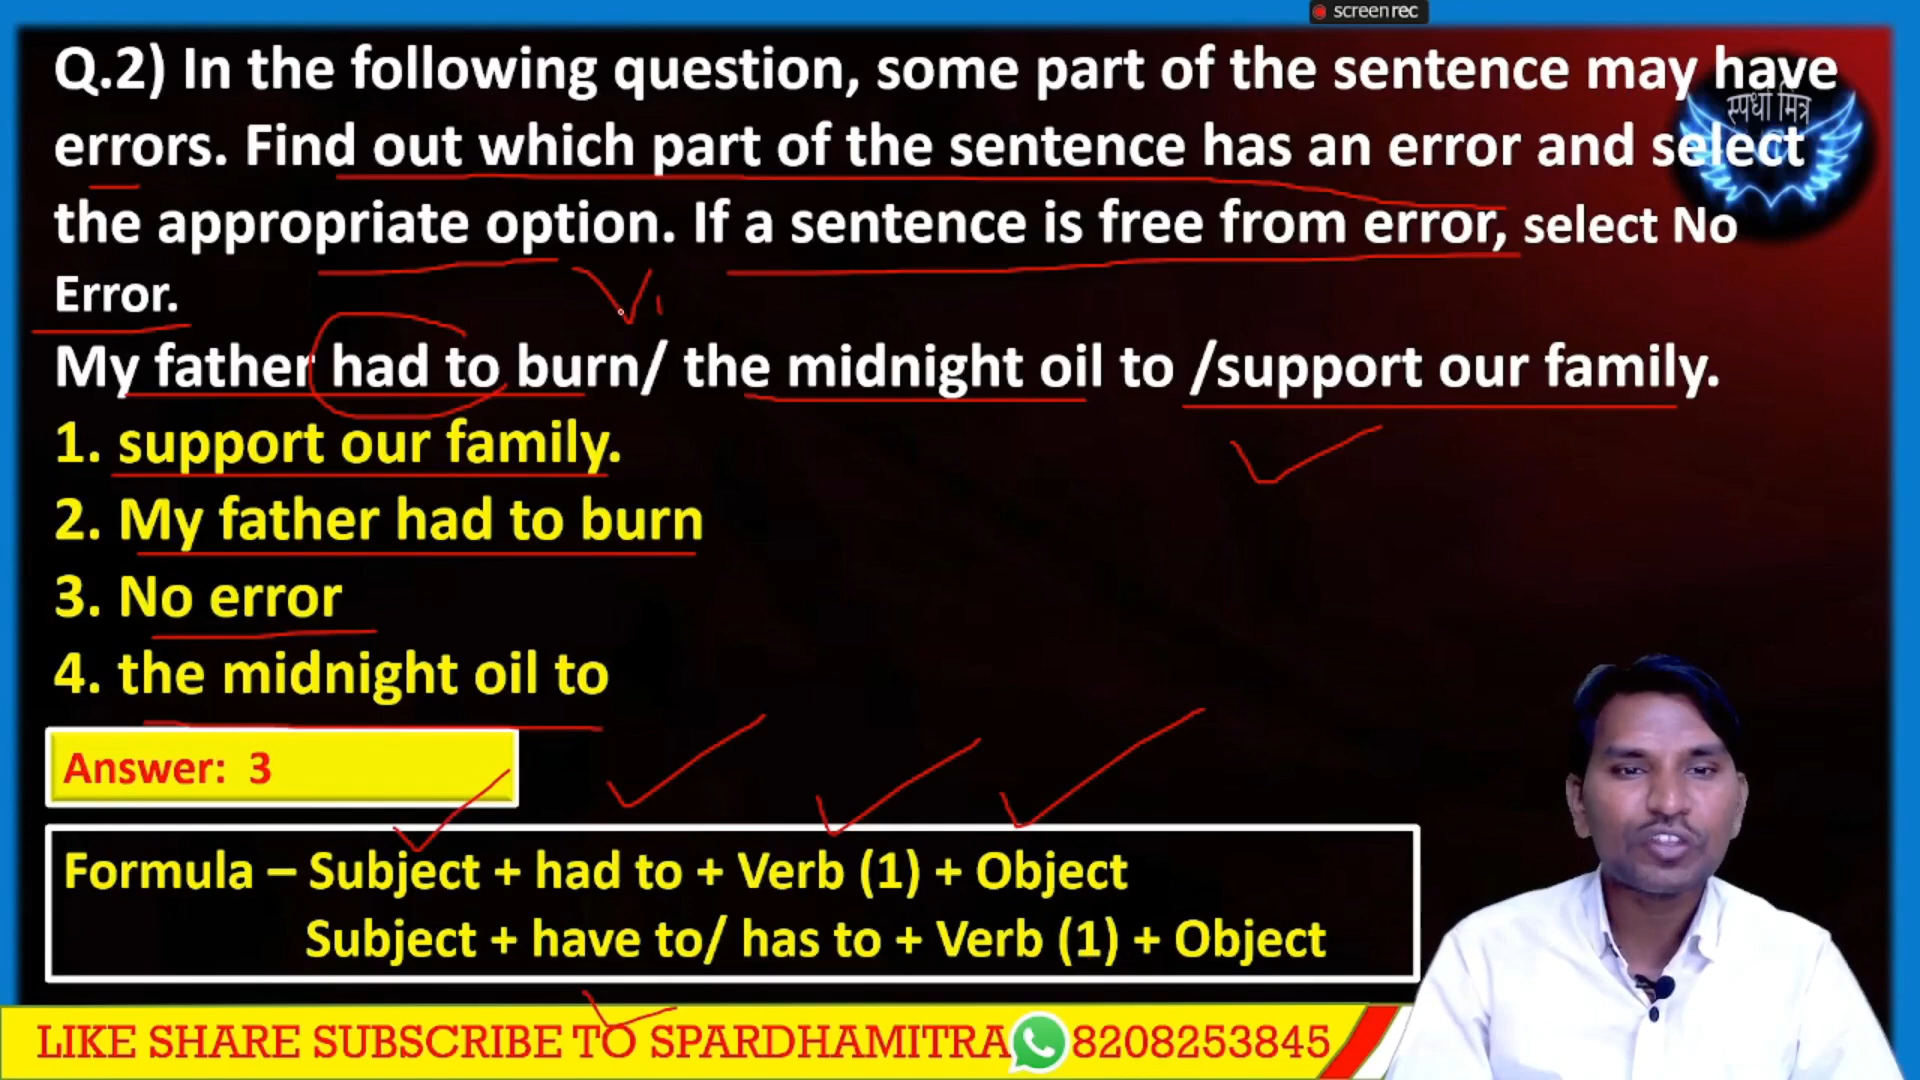 screenrec
Q.2) In the following question, some part of the sentence may have
स्पर्धा मित्र
errors. Find out which part of the sentence has an error and select
the appropriate option. If a sentence is free from error, select No
Error.
My father had to burn/ the midnight oil to /support our family.
1. support our family.
2. My father had to burn
3. No error
4. the midnight oil to
Answer: 3
Formula – Subject + had to + Verb (1) + Object
Subject + have to/ has to + Verb (1) + Object
LIKE SHARE SUBSCRIBE TO SPARDHAMITRA 8208253845